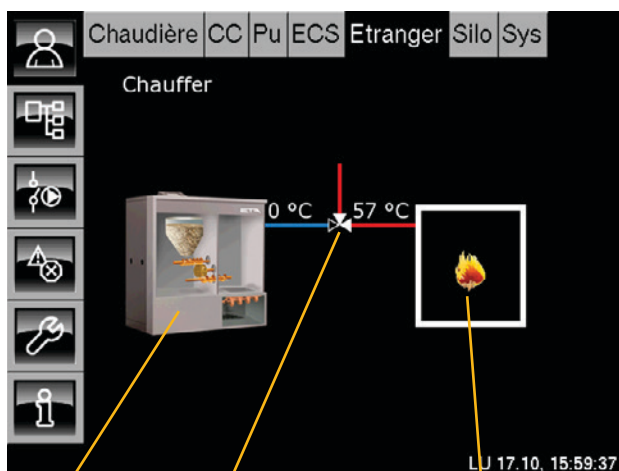 Chaudière CC Pu ECS Etranger Silo Sys
Chauffer
0 °C 57 °C
LU 17.10, 15:59:37